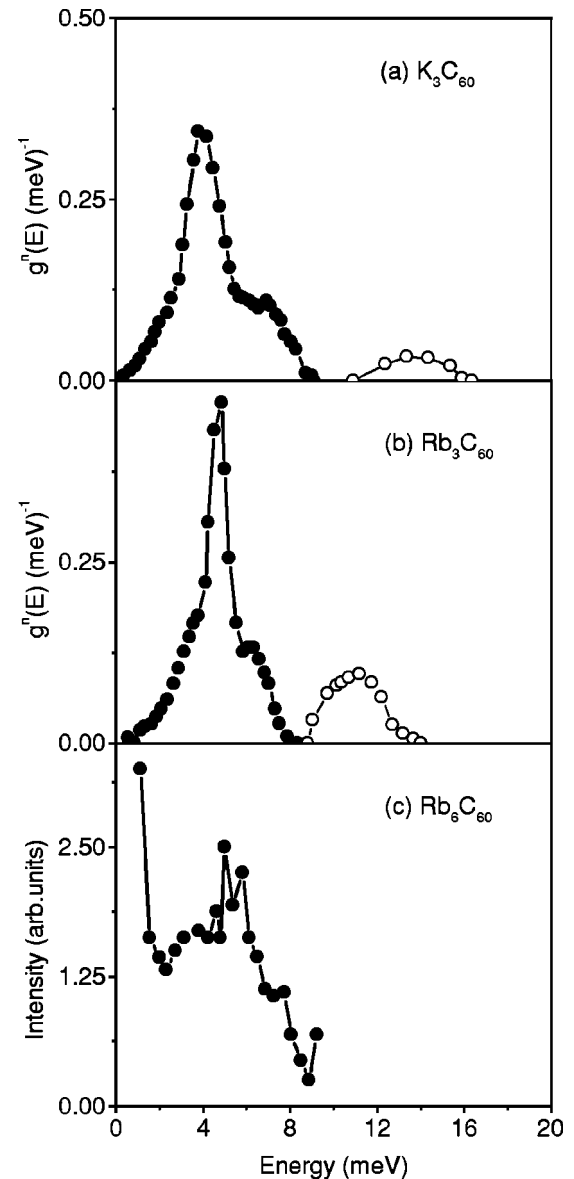 0.50
(a) K₃C₆₀
0.25
gⁿ(E) (meV)⁻¹
0.00
(b) Rb₃C₆₀
0.25
gⁿ(E) (meV)⁻¹
0.00
(c) Rb₆C₆₀
2.50
Intensity (arb.units)
1.25
0.00
0 4 8 12 16 20
Energy (meV)